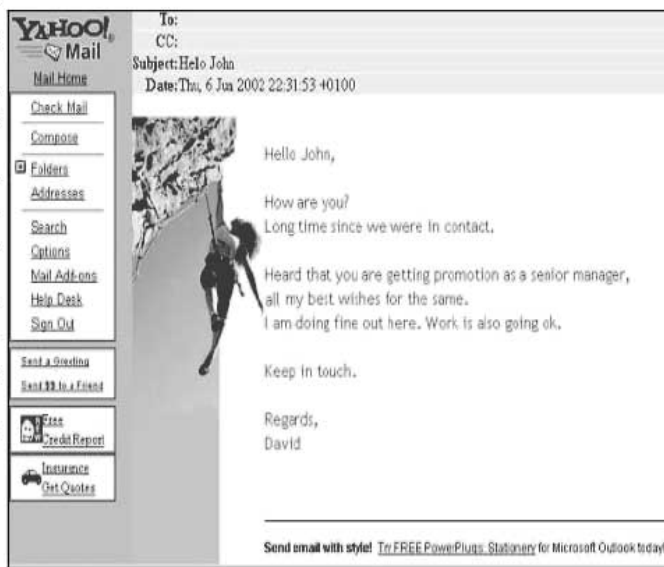 YAHOO!
Mail
Mail Home
Check Mail
Compose
Folders
Addresses
Search
Options
Mail Add-ons
Help Desk
Sign Out
Send a Greeting
Send $$ to a Friend
Free
Credit Report
Insurance
Get Quotes
To:
CC:
Subject: Helo John
Date: Thu, 6 Jun 2002 22:31:53 +0100
Hello John,
How are you?
Long time since we were in contact.
Heard that you are getting promotion as a senior manager,
all my best wishes for the same.
I am doing fine out here. Work is also going ok.
Keep in touch.
Regards,
David
Send email with style! Try FREE PowerPlugs: Stationery for Microsoft Outlook today!